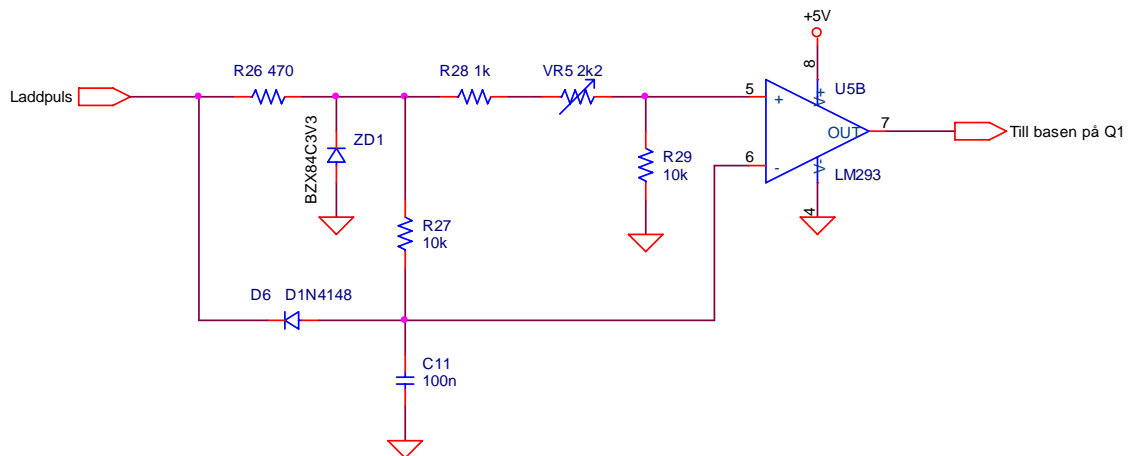 +5V
R26 470
R28 1k
VR5 2k2
8
U5B
Laddpuls
5
+
V+
BZX84C3V3
ZD1
OUT
7
Till basen på Q1
R29
10k
6
-
V-
LM293
4
R27
10k
D6 D1N4148
C11
100n